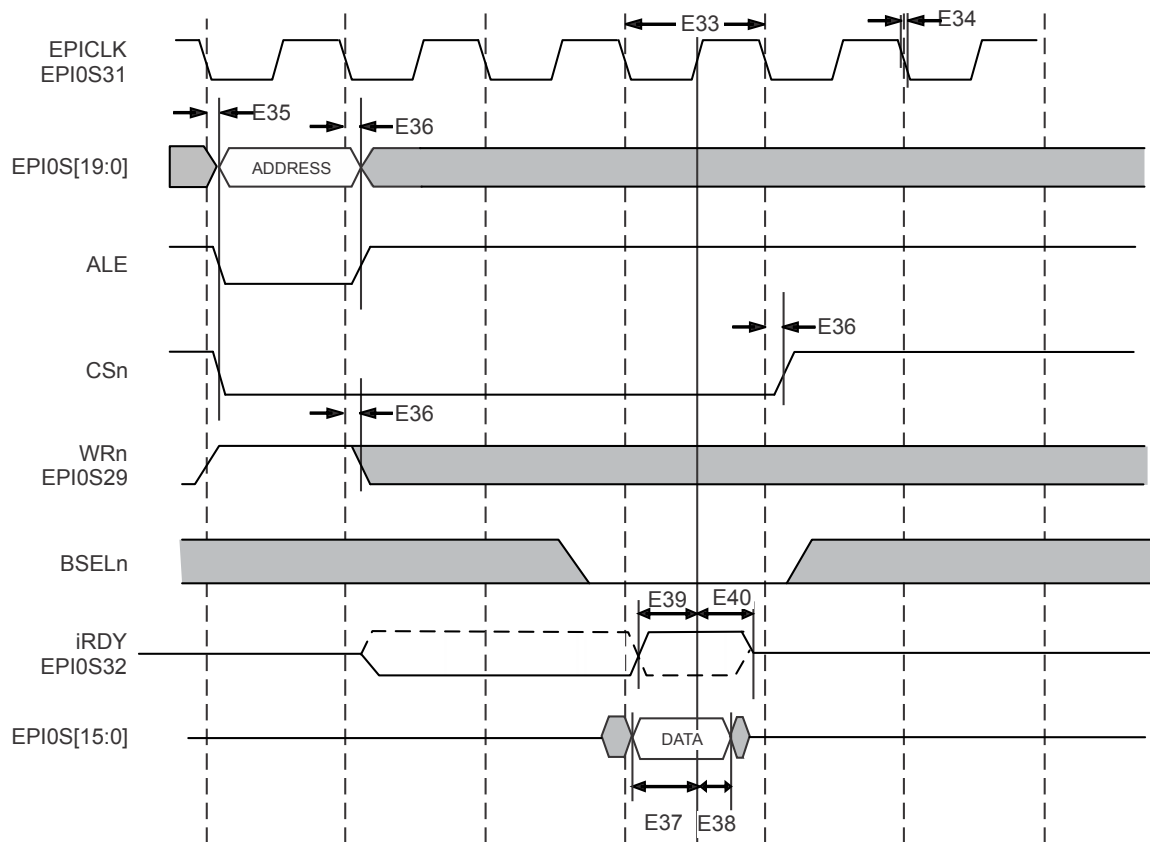 E33
E34
EPICLK
EPI0S31
E35
E36
EPI0S[19:0]
ADDRESS
ALE
E36
CSn
E36
WRn
EPI0S29
BSELn
E39
E40
iRDY
EPI0S32
EPI0S[15:0]
DATA
E37
E38